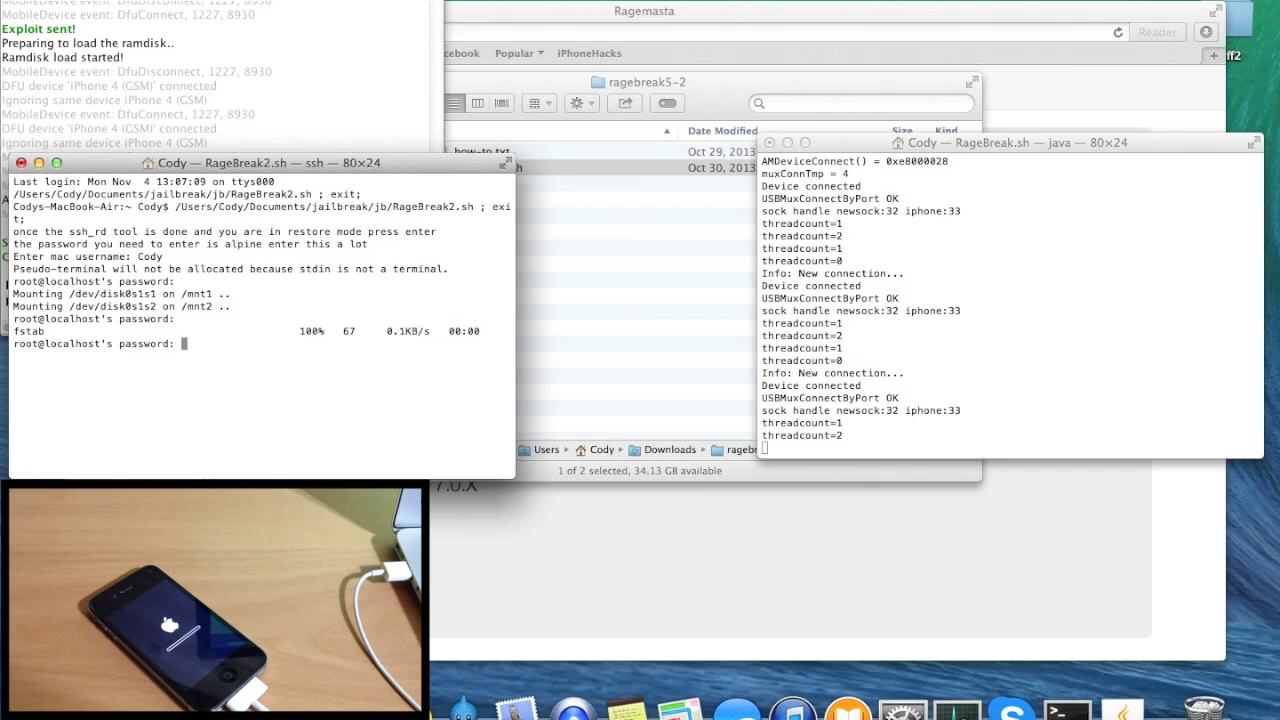 MobileDevice event: DfuDisconnect, 1227, 8930
Exploit sent!
Preparing to load the ramdisk..
Ramdisk load started!
MobileDevice event: DfuDisconnect, 1227, 8930
DFU device 'iPhone 4 (GSM)' connected
Ignoring same device iPhone 4 (GSM)
MobileDevice event: DfuConnect, 1227, 8930
DFU device 'iPhone 4 (GSM)' connected
Ignoring same device iPhone 4 (GSM)
Ragemasta
Reader
cebook Popular iPhoneHacks
ff2
ragebreak5-2
Date Modified Size Kind
how-to.txt Oct 29, 2013
h Oct 30, 2013
Users Cody Downloads ragebr
1 of 2 selected, 34.13 GB available
7.0.X
Cody — RageBreak2.sh — ssh — 80×24
Last login: Mon Nov  4 13:07:09 on ttys000
/Users/Cody/Documents/jailbreak/jb/RageBreak2.sh ; exit;
Codys-MacBook-Air:~ Cody$ /Users/Cody/Documents/jailbreak/jb/RageBreak2.sh ; exi
t;
once the ssh_rd tool is done and you are in restore mode press enter
the password you need to enter is alpine enter this a lot
Enter mac username: Cody
Pseudo-terminal will not be allocated because stdin is not a terminal.
root@localhost's password:
Mounting /dev/disk0s1s1 on /mnt1 ..
Mounting /dev/disk0s1s2 on /mnt2 ..
root@localhost's password:
fstab 100% 67 0.1KB/s 00:00
root@localhost's password:
Cody — RageBreak.sh — java — 80×24
AMDeviceConnect() = 0xe8000028
muxConnTmp = 4
Device connected
USBMuxConnectByPort OK
sock handle newsock:32 iphone:33
threadcount=1
threadcount=2
threadcount=1
threadcount=0
Info: New connection...
Device connected
USBMuxConnectByPort OK
sock handle newsock:32 iphone:33
threadcount=1
threadcount=2
threadcount=1
threadcount=0
Info: New connection...
Device connected
USBMuxConnectByPort OK
sock handle newsock:32 iphone:33
threadcount=1
threadcount=2